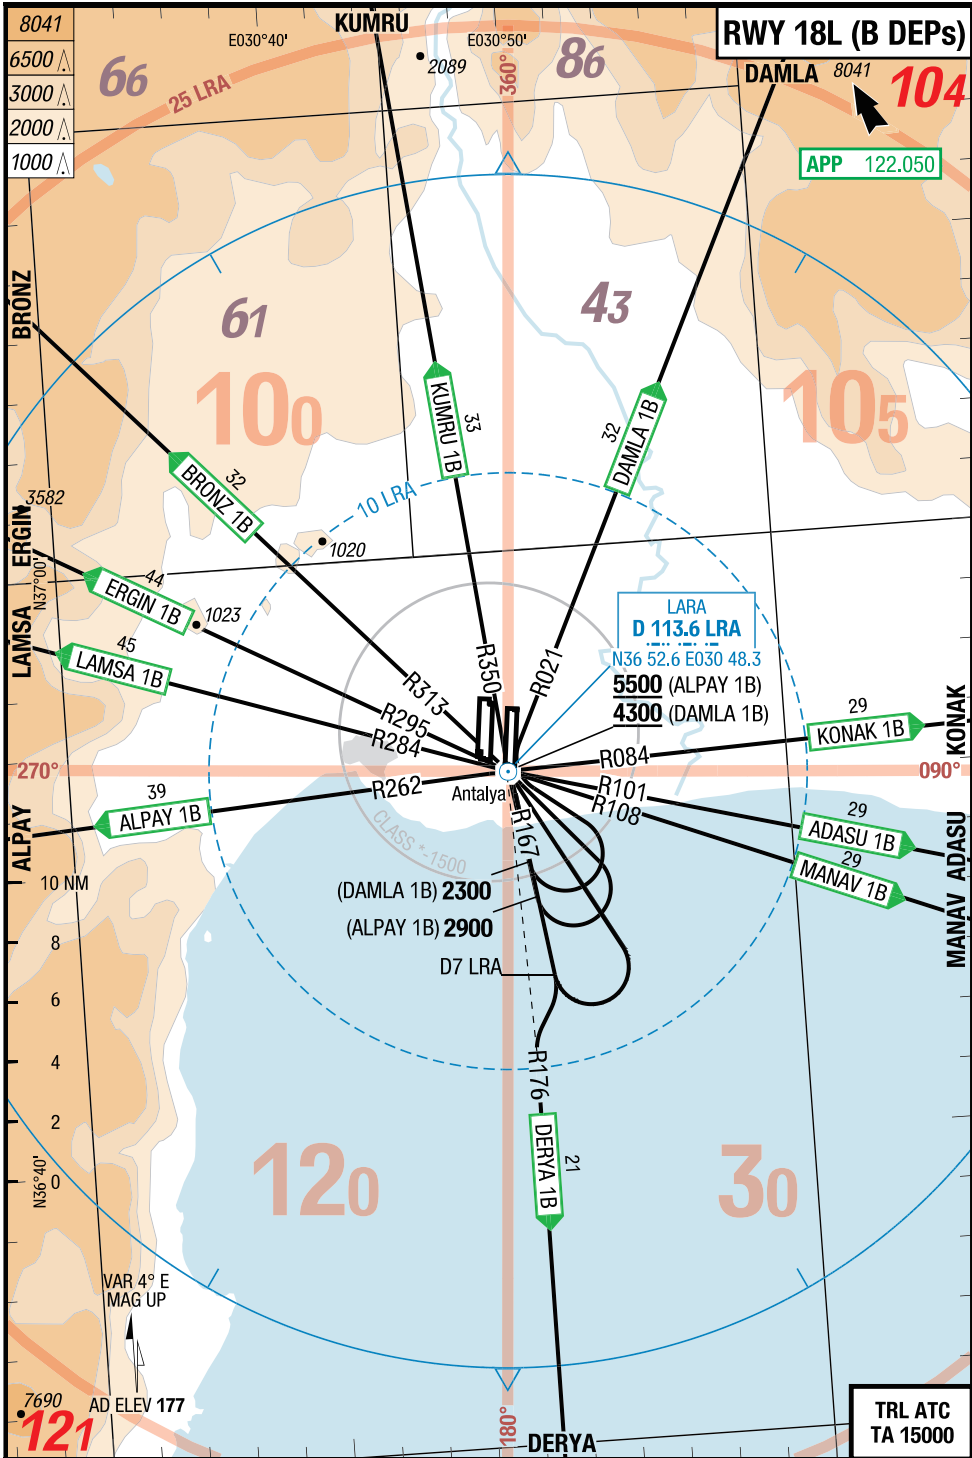 8041
6500
3000
2000
1000
KUMRU
E030°40'
E030°50'
RWY 18L (B DEPs)
66
2089
86
360°
DAMLA
8041
104
25 LRA
APP 122.050
BRONZ
61
43
100
105
KUMRU 1B
33
32
DAMLA 1B
32
BRONZ 1B
10 LRA
3582
1020
ERGIN
N37°00'
44
ERGIN 1B
1023
LAMSA
45
LAMSA 1B
LARA
D 113.6 LRA
N36 52.6 E030 48.3
5500 (ALPAY 1B)
4300 (DAMLA 1B)
R350
R021
R313
R295
R284
29
KONAK 1B
KONAK
R084
270°
090°
R262
Antalya
R101
R108
39
ALPAY 1B
ALPAY
R167
29
ADASU 1B
ADASU
29
MANAV 1B
MANAV
CLASS *-1500
10 NM
(DAMLA 1B) 2300
(ALPAY 1B) 2900
8
D7 LRA
6
4
R176
2
DERYA 1B
21
N36°40'
0
120
30
VAR 4° E
MAG UP
7690
121
AD ELEV 177
180°
DERYA
TRL ATC
TA 15000